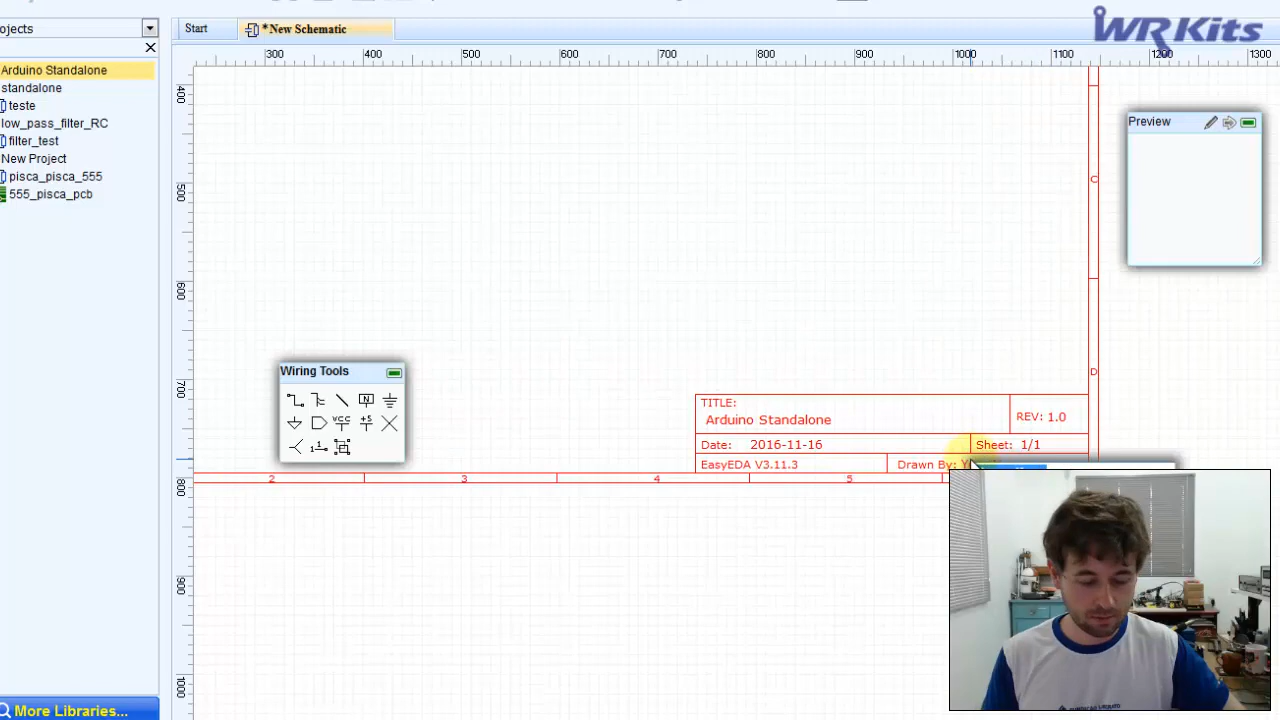 ojects
Start
*New Schematic
WR Kits
300 400 500 600 700 800 900 1000 1100 1200 1300
Arduino Standalone
standalone
teste
low_pass_filter_RC
filter_test
New Project
pisca_pisca_555
555_pisca_pcb
400
500
600
700
800
900
1000
Preview
C
D
Wiring Tools
VCC +5
TITLE:
Arduino Standalone
REV: 1.0
Date: 2016-11-16
Sheet: 1/1
EasyEDA V3.11.3
Drawn By:
2 3 4 5
More Libraries...